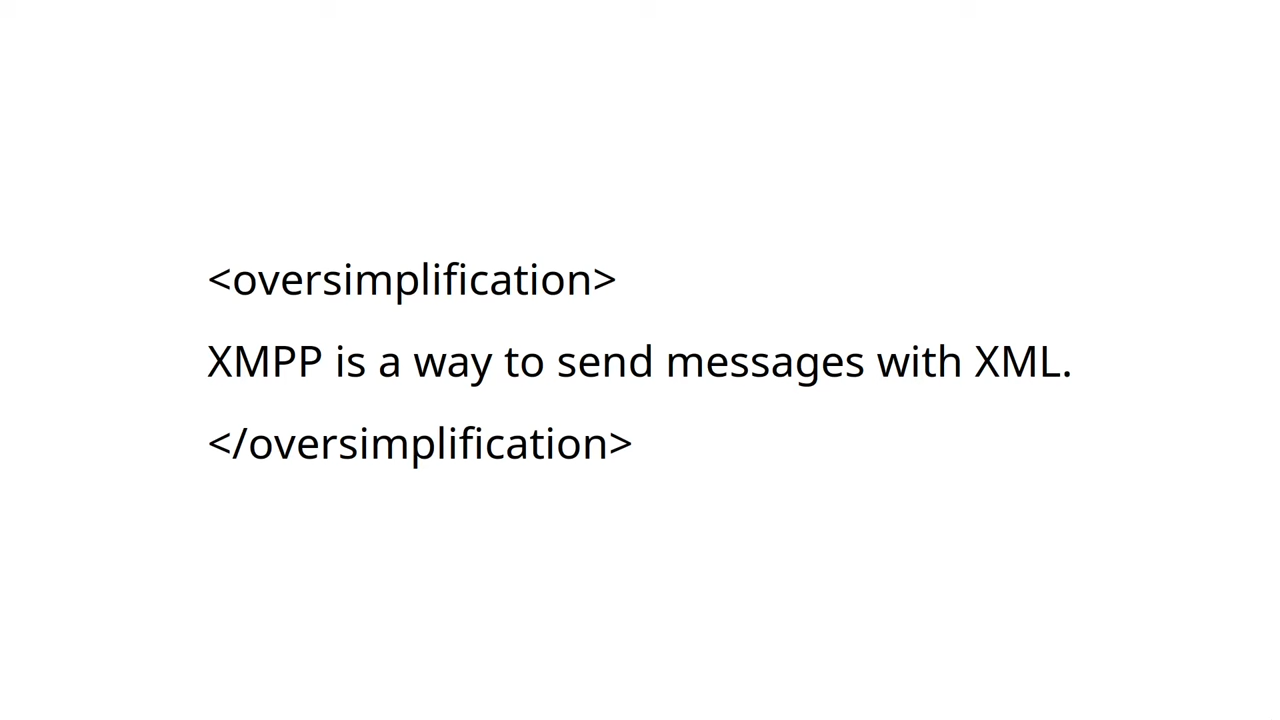 <oversimplification>
XMPP is a way to send messages with XML.
</oversimplification>